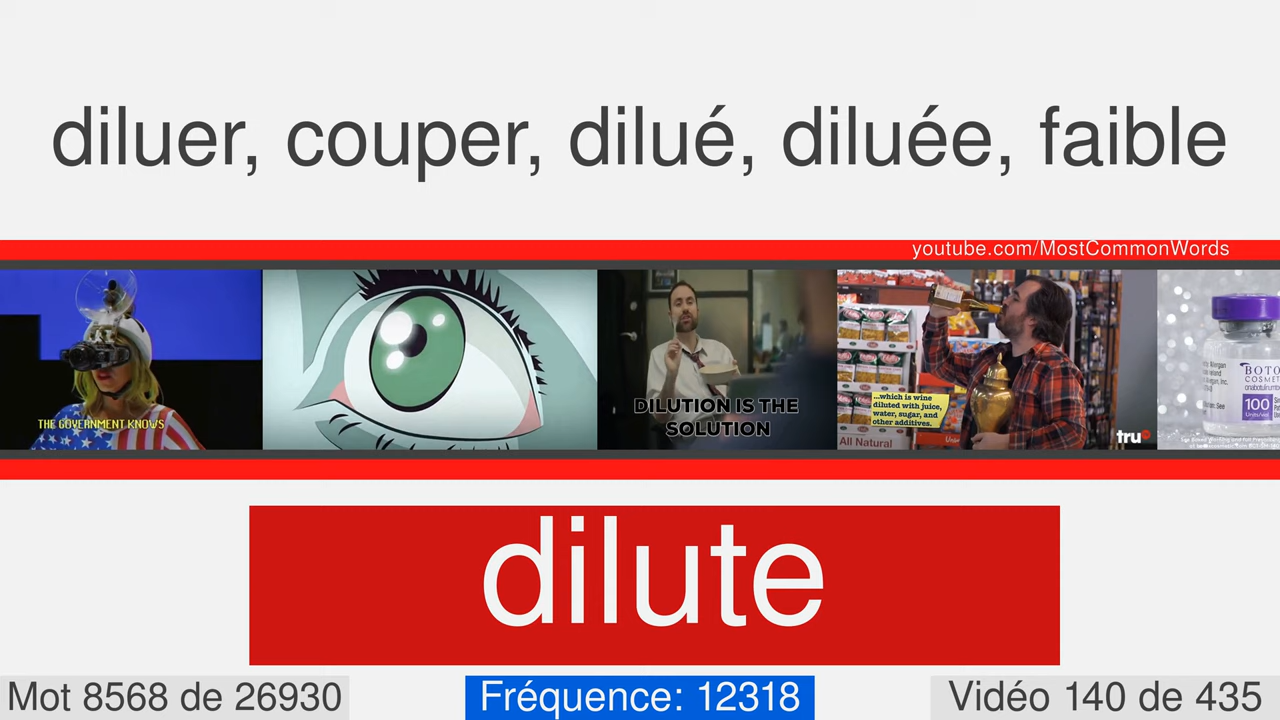 diluer, couper, dilué, diluée, faible
youtube.com/MostCommonWords
THE GOVERNMENT KNOWS
DILUTION IS THE
SOLUTION
...which is wine
diluted with juice,
water, sugar, and
other additives.
All Natural
tru
BOTO
COSMET
100
dilute
Mot 8568 de 26930
Fréquence: 12318
Vidéo 140 de 435